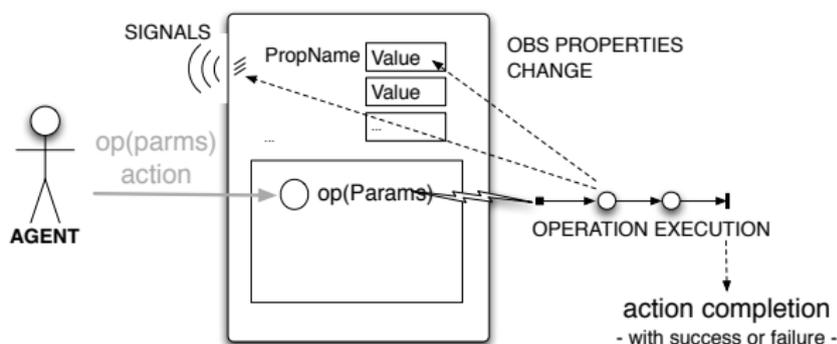 SIGNALS
PropName
Value
Value
...
...
OBS PROPERTIES
CHANGE
op(parms)
action
AGENT
op(Params)
OPERATION EXECUTION
action completion
- with success or failure -